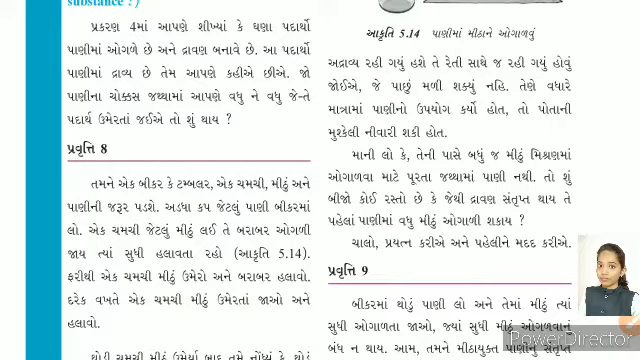 substance?)
પ્રકરણ 4માં આપણે શીખ્યાં કે ઘણા પદાર્થો
પાણીમાં ઓગળે છે અને દ્રાવણ બનાવે છે. આ પદાર્થો
પાણીમાં દ્રાવ્ય છે તેમ આપણે કહીએ છીએ. જો
પાણીના ચોક્કસ જથ્થામાં આપણે વધુ ને વધુ જે-તે
પદાર્થ ઉમેરતાં જઈએ તો શું થાય ?
પ્રવૃત્તિ 8
તમને એક બીકર કે ટમ્બલર, એક ચમચી, મીઠું અને
પાણીની જરૂર પડશે. અડધા કપ જેટલું પાણી બીકરમાં
લો. એક ચમચી જેટલું મીઠું લઈ તે બરાબર ઓગળી
જાય ત્યાં સુધી હલાવતા રહો (આકૃતિ 5.14).
ફરીથી એક ચમચી મીઠું ઉમેરો અને બરાબર હલાવો.
દરેક વખતે એક ચમચી મીઠું ઉમેરતાં જાઓ અને
હલાવો.
થોડી ચમચી મીઠું ઉમેર્યા બાદ તમે નોંધ્યું કે થોડું
આકૃતિ 5.14 પાણીમાં મીઠાને ઓગાળવું
અદ્રાવ્ય રહી ગયું હશે તે રેતી સાથે જ રહી ગયું હોવું
જોઈએ, જે પાછું મળી શક્યું નહિ. તેણે વધારે
માત્રામાં પાણીનો ઉપયોગ કર્યો હોત, તો પોતાની
મુશ્કેલી નીવારી શકી હોત.
માની લો કે, તેની પાસે બધું જ મીઠું મિશ્રણમાં
ઓગાળવા માટે પૂરતા જથ્થામાં પાણી નથી. તો શું
બીજો કોઈ રસ્તો છે કે જેથી દ્રાવણ સંતૃપ્ત થાય તે
પહેલાં પાણીમાં વધુ મીઠું ઓગાળી શકાય ?
ચાલો, પ્રયત્ન કરીએ અને પહેલીને મદદ કરીએ.
પ્રવૃત્તિ 9
બીકરમાં થોડું પાણી લો અને તેમાં મીઠું ત્યાં
સુધી ઓગાળતા જાઓ, જ્યાં સુધી મીઠું ઓગળવાનું
બંધ ન થાય. આમ, તમને મીઠાયુક્ત પાણીનું સંતૃપ્ત